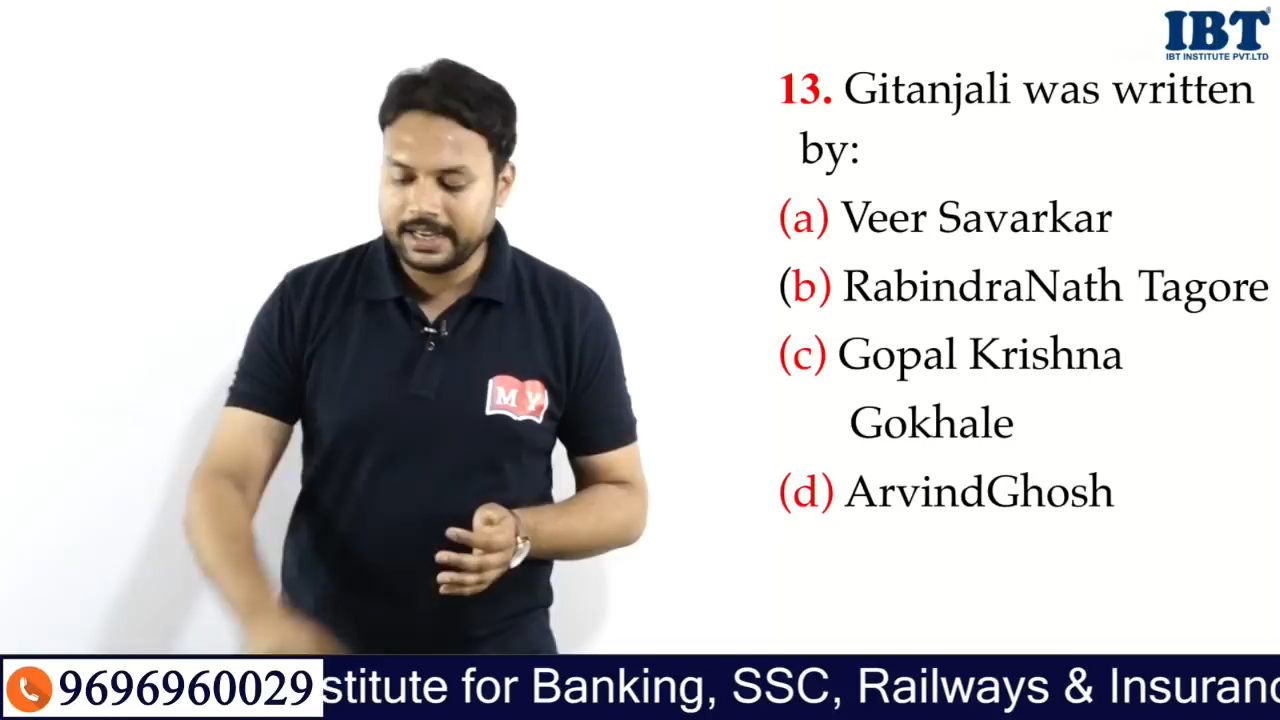 IBT
IBT INSTITUTE PVT.LTD
13. Gitanjali was written
by:
(a) Veer Savarkar
(b) RabindraNath Tagore
(c) Gopal Krishna
Gokhale
(d) ArvindGhosh
M Y
9696960029 stitute for Banking, SSC, Railways & Insuranc